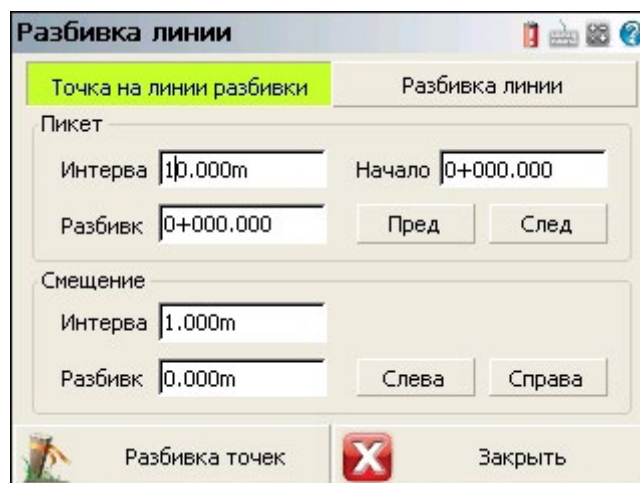 Разбивка линии
Точка на линии разбивки Разбивка линии
Пикет
Интерва 10.000m Начало 0+000.000
Разбивк 0+000.000 Пред След
Смещение
Интерва 1.000m
Разбивк 0.000m Слева Справа
Разбивка точек Закрыть